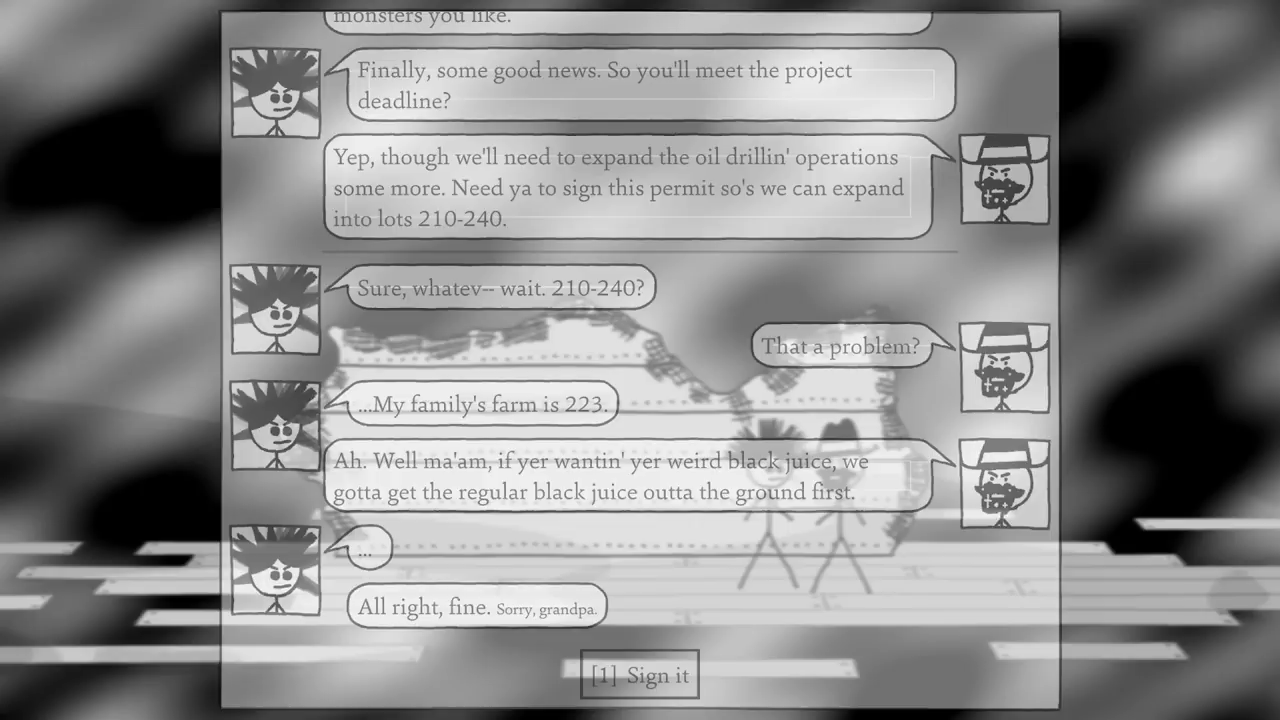 monsters you like.
Finally, some good news. So you'll meet the project
deadline?
Yep, though we'll need to expand the oil drillin' operations
some more. Need ya to sign this permit so's we can expand
into lots 210-240.
Sure, whatev-- wait. 210-240?
That a problem?
...My family's farm is 223.
Ah. Well ma'am, if yer wantin' yer weird black juice, we
gotta get the regular black juice outta the ground first.
...
All right, fine. Sorry, grandpa.
[1] Sign it